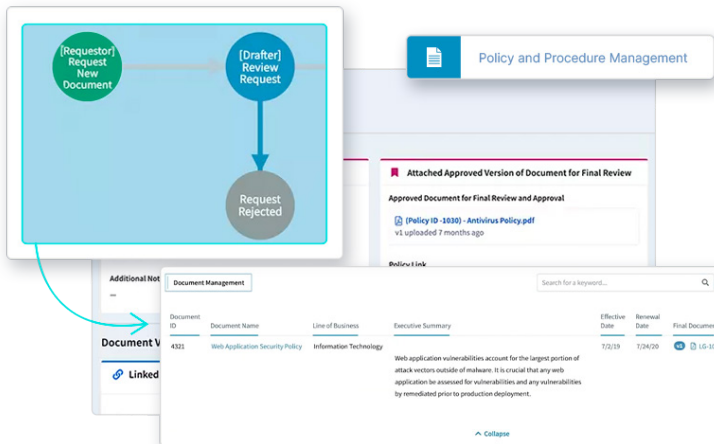 [Requestor]
Request
New
Document
[Drafter]
Review
Request
Request
Rejected
Policy and Procedure Management
Attached Approved Version of Document for Final Review
Approved Document for Final Review and Approval
(Policy ID -1030) - Antivirus Policy.pdf
v1 uploaded 7 months ago
Policy Link
Additional Not
--
Document V
Linked
Document Management
Search for a keyword...
Document ID
Document Name
Line of Business
Executive Summary
Effective Date
Renewal Date
Final Documen
4321
Web Application Security Policy
Information Technology
7/2/19
7/24/20
v1
LG-10
Web application vulnerabilities account for the largest portion of
attack vectors outside of malware. It is crucial that any web
application be assessed for vulnerabilities and any vulnerabilities
by remediated prior to production deployment.
Collapse